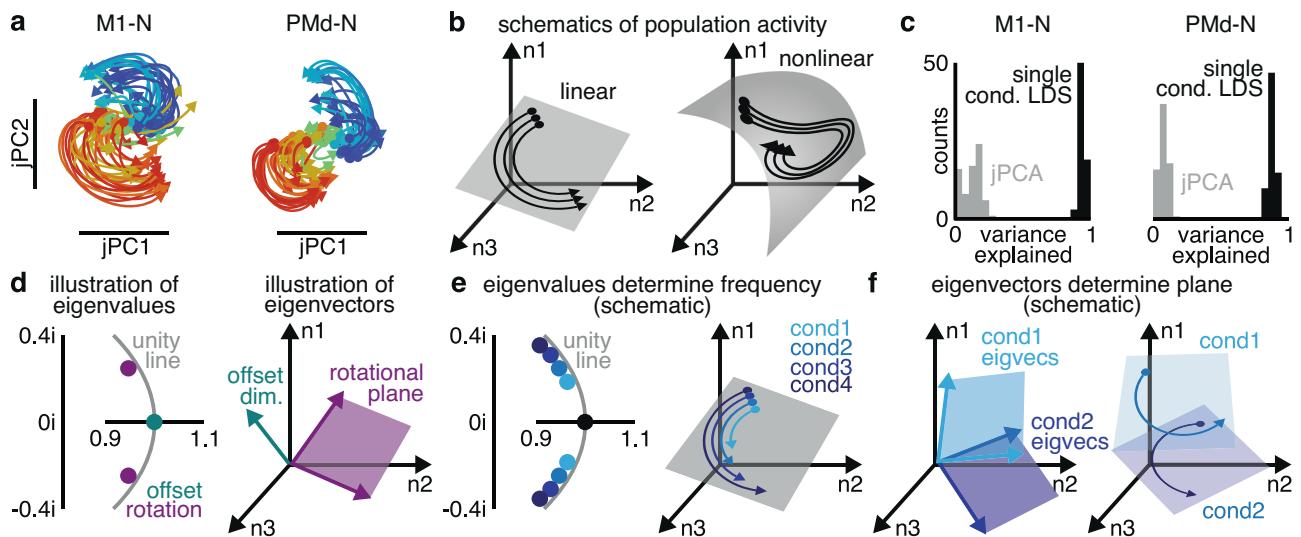 a
M1-N
PMd-N
jPC2
jPC1
jPC1
b
schematics of population activity
n1
linear
n2
n3
n1
nonlinear
n2
n3
c
M1-N
PMd-N
50
counts
0
single
cond. LDS
jPCA
0
variance
explained
1
single
cond. LDS
jPCA
0
variance
explained
1
d
illustration of
eigenvalues
0.4i
unity
line
0i
0.9
1.1
offset
rotation
-0.4i
illustration of
eigenvectors
n1
offset
dim.
rotational
plane
n2
n3
e
eigenvalues determine frequency
(schematic)
0.4i
unity
line
0i
0.9
1.1
-0.4i
n1
cond1
cond2
cond3
cond4
n2
n3
f
eigenvectors determine plane
(schematic)
n1
cond1
eigvecs
cond2
eigvecs
n2
n3
n1
cond1
n2
cond2
n3